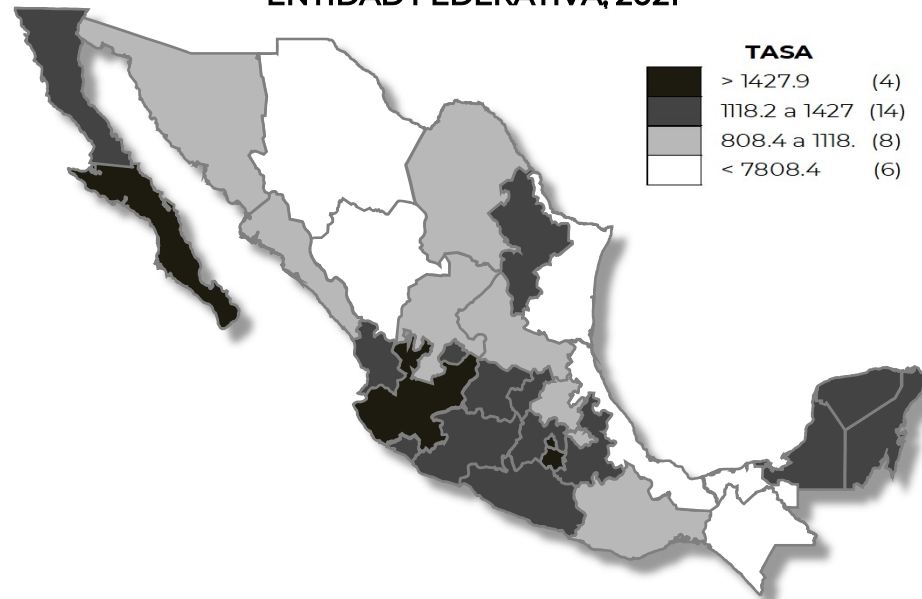 ENTIDAD FEDERATIVA, 2021
TASA
> 1427.9 (4)
1118.2 a 1427 (14)
808.4 a 1118. (8)
< 7808.4 (6)